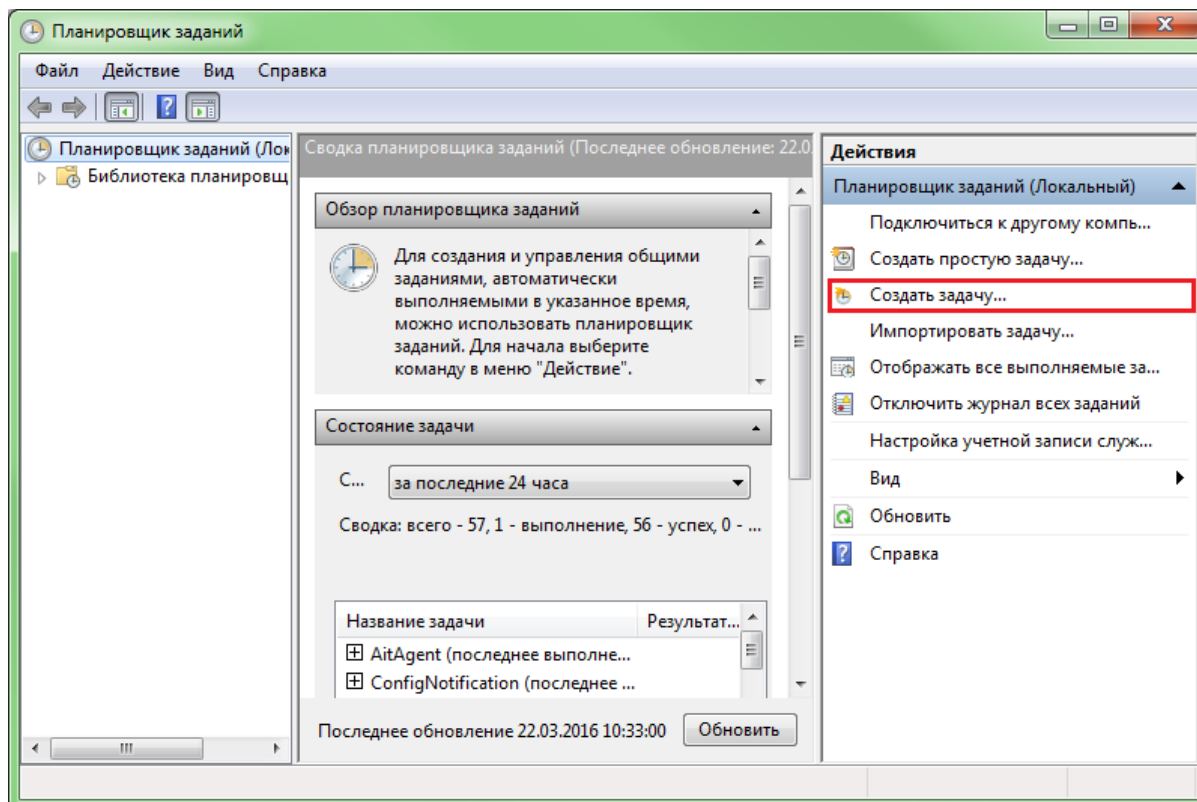 Планировщик заданий
Файл Действие Вид Справка
Планировщик заданий (Лок
Библиотека планировщ
Сводка планировщика заданий (Последнее обновление: 22.0
Обзор планировщика заданий
Для создания и управления общими
заданиями, автоматически
выполняемыми в указанное время,
можно использовать планировщик
заданий. Для начала выберите
команду в меню "Действие".
Состояние задачи
С... за последние 24 часа
Сводка: всего - 57, 1 - выполнение, 56 - успех, 0 - ...
Название задачи Результат...
AitAgent (последнее выполне...
ConfigNotification (последнее ...
Последнее обновление 22.03.2016 10:33:00 Обновить
Действия
Планировщик заданий (Локальный)
Подключиться к другому компь...
Создать простую задачу...
Создать задачу...
Импортировать задачу...
Отображать все выполняемые за...
Отключить журнал всех заданий
Настройка учетной записи служ...
Вид
Обновить
Справка